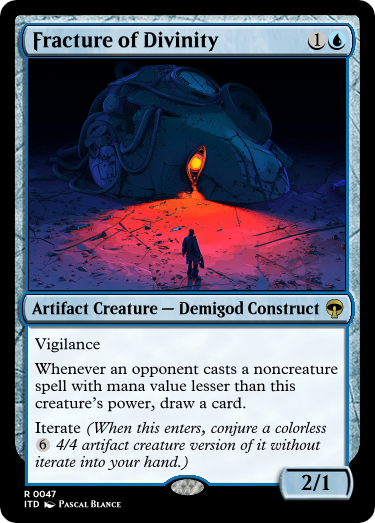 Fracture of Divinity 1
Artifact Creature — Demigod Construct
Vigilance
Whenever an opponent casts a noncreature
spell with mana value lesser than this
creature's power, draw a card.
Iterate (When this enters, conjure a colorless
6 4/4 artifact creature version of it without
iterate into your hand.)
2/1
R 0047
ITD Pascal Blance